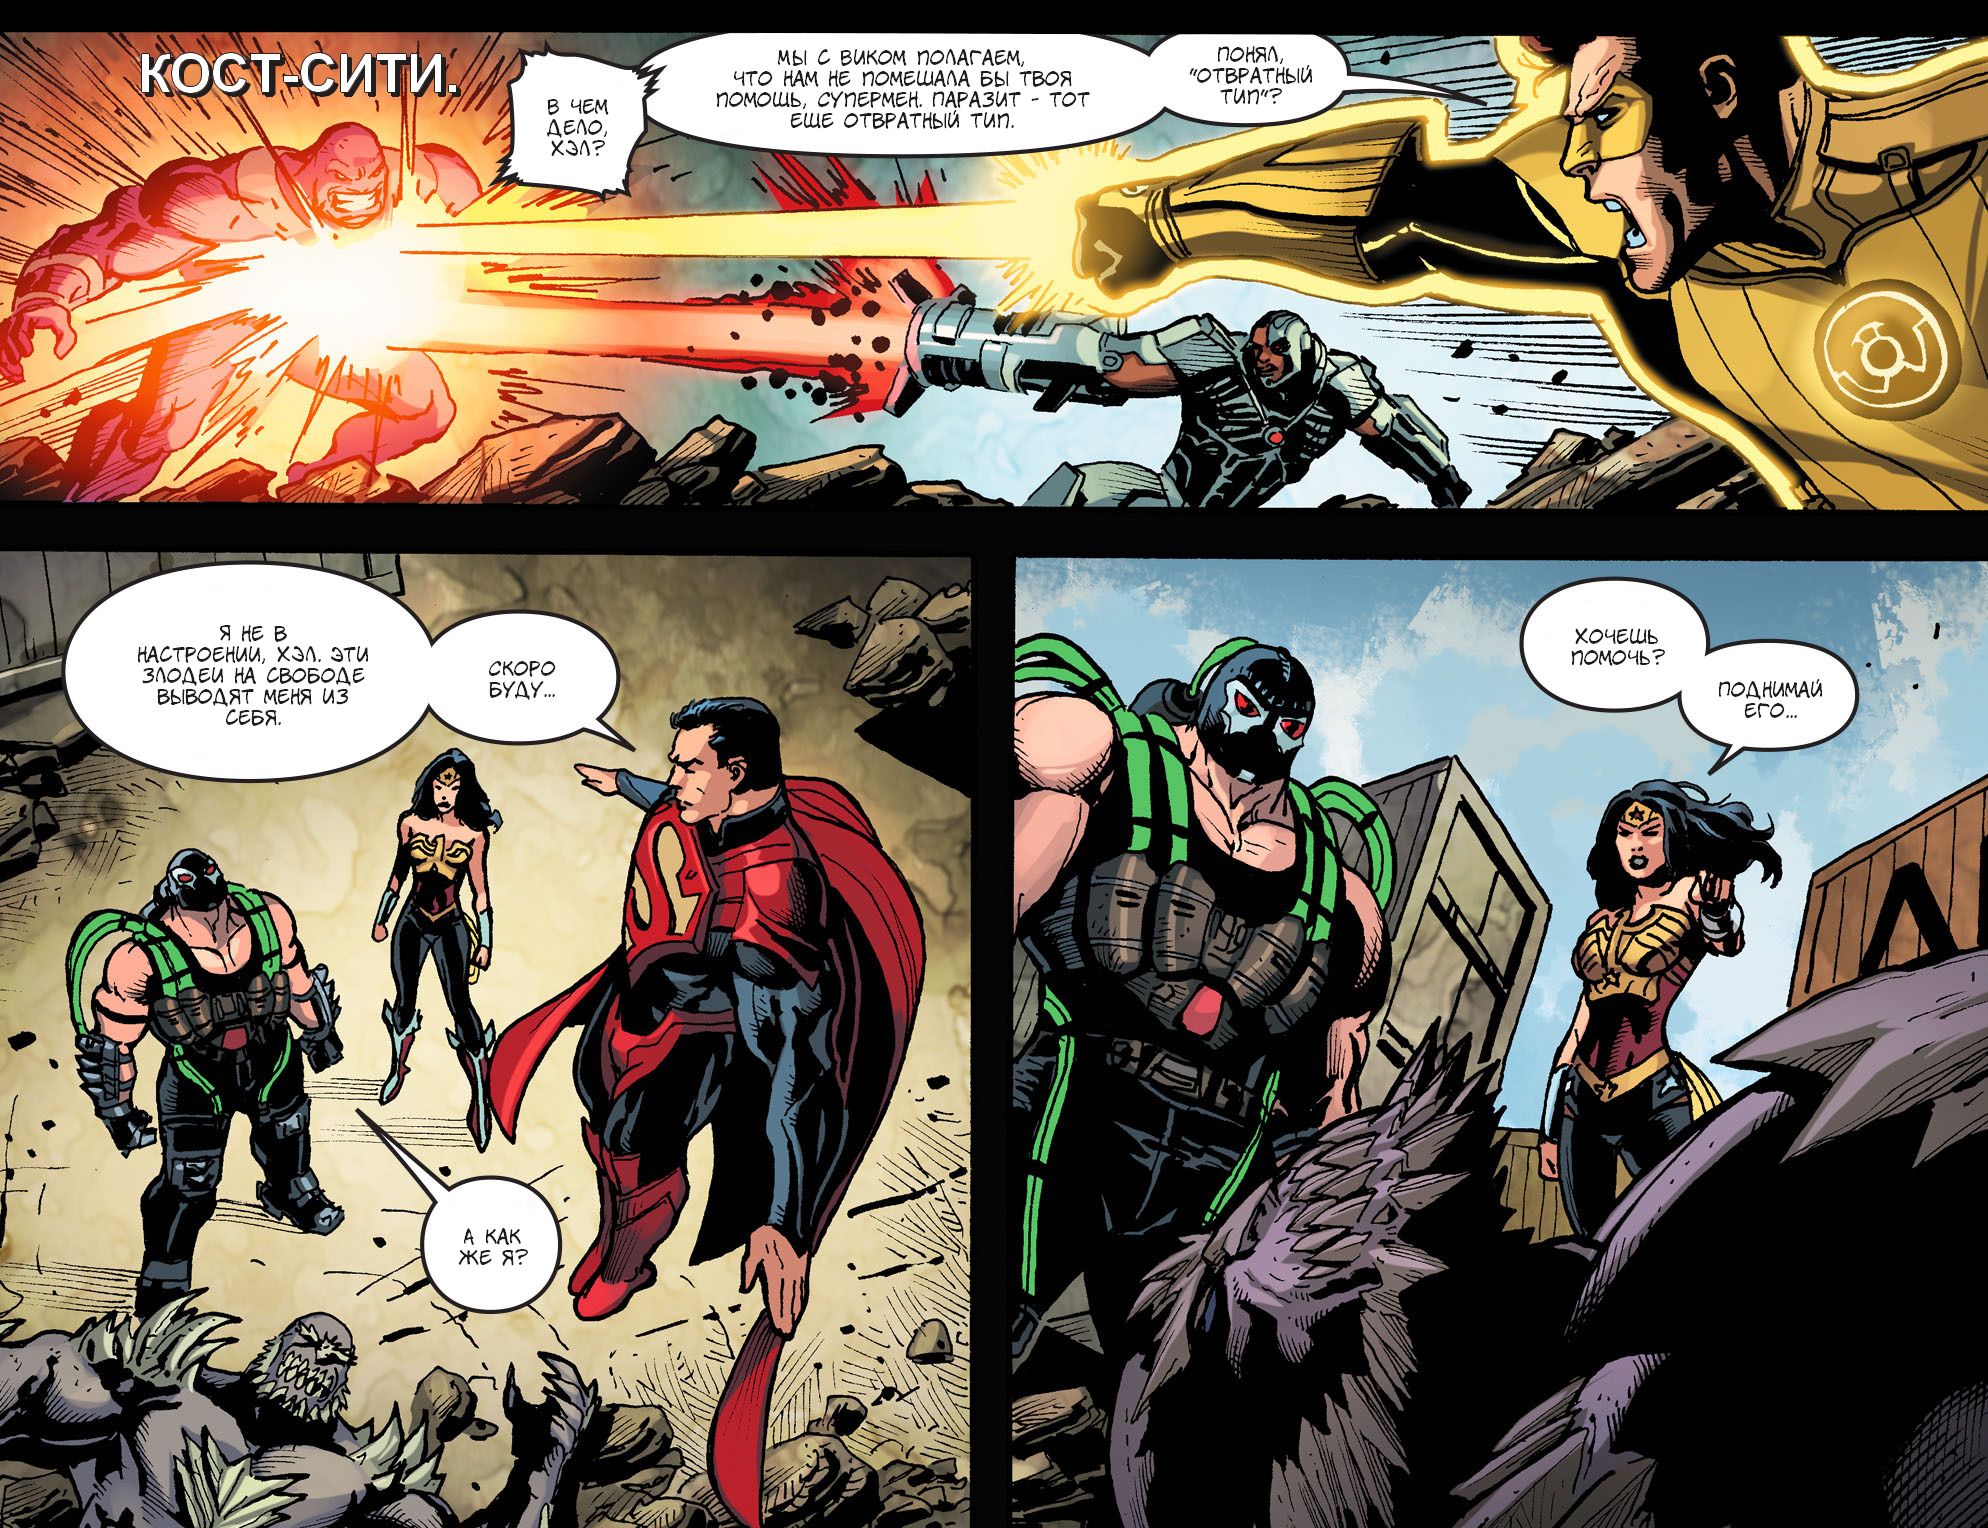 КОСТ-СИТИ.
В ЧЕМ
ДЕЛО,
ХЭЛ?
МЫ С ВИКОМ ПОЛАГАЕМ,
ЧТО НАМ НЕ ПОМЕШАЛА БЫ ТВОЯ
ПОМОЩЬ, СУПЕРМЕН. ПАРАЗИТ - ТОТ
ЕШЕ ОТВРАТНЫЙ ТИП.
ПОНЯЛ,
"ОТВРАТНЫЙ
ТИП"?
Я НЕ В
НАСТРОЕНИИ, ХЭЛ. ЭТИ
ЗЛОДЕИ НА СВОБОДЕ
ВЫВОДЯТ МЕНЯ ИЗ
СЕБЯ.
СКОРО
БУДУ...
А КАК
ЖЕ Я?
ХОЧЕШЬ
ПОМОЧЬ?
ПОДНИМАЙ
ЕГО...